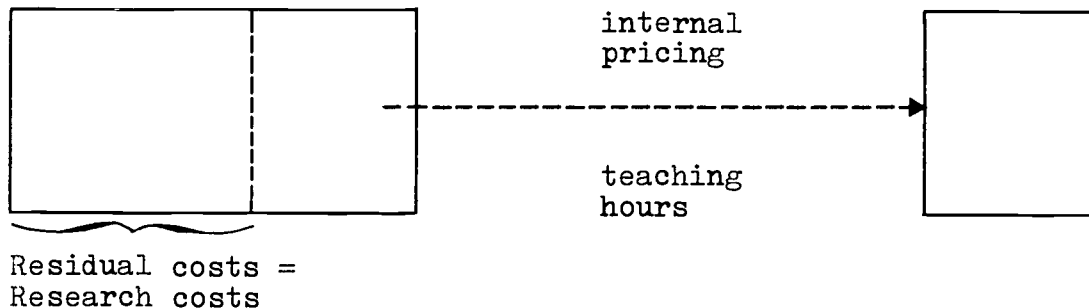 internal
pricing
teaching
hours
Residual costs =
Research costs